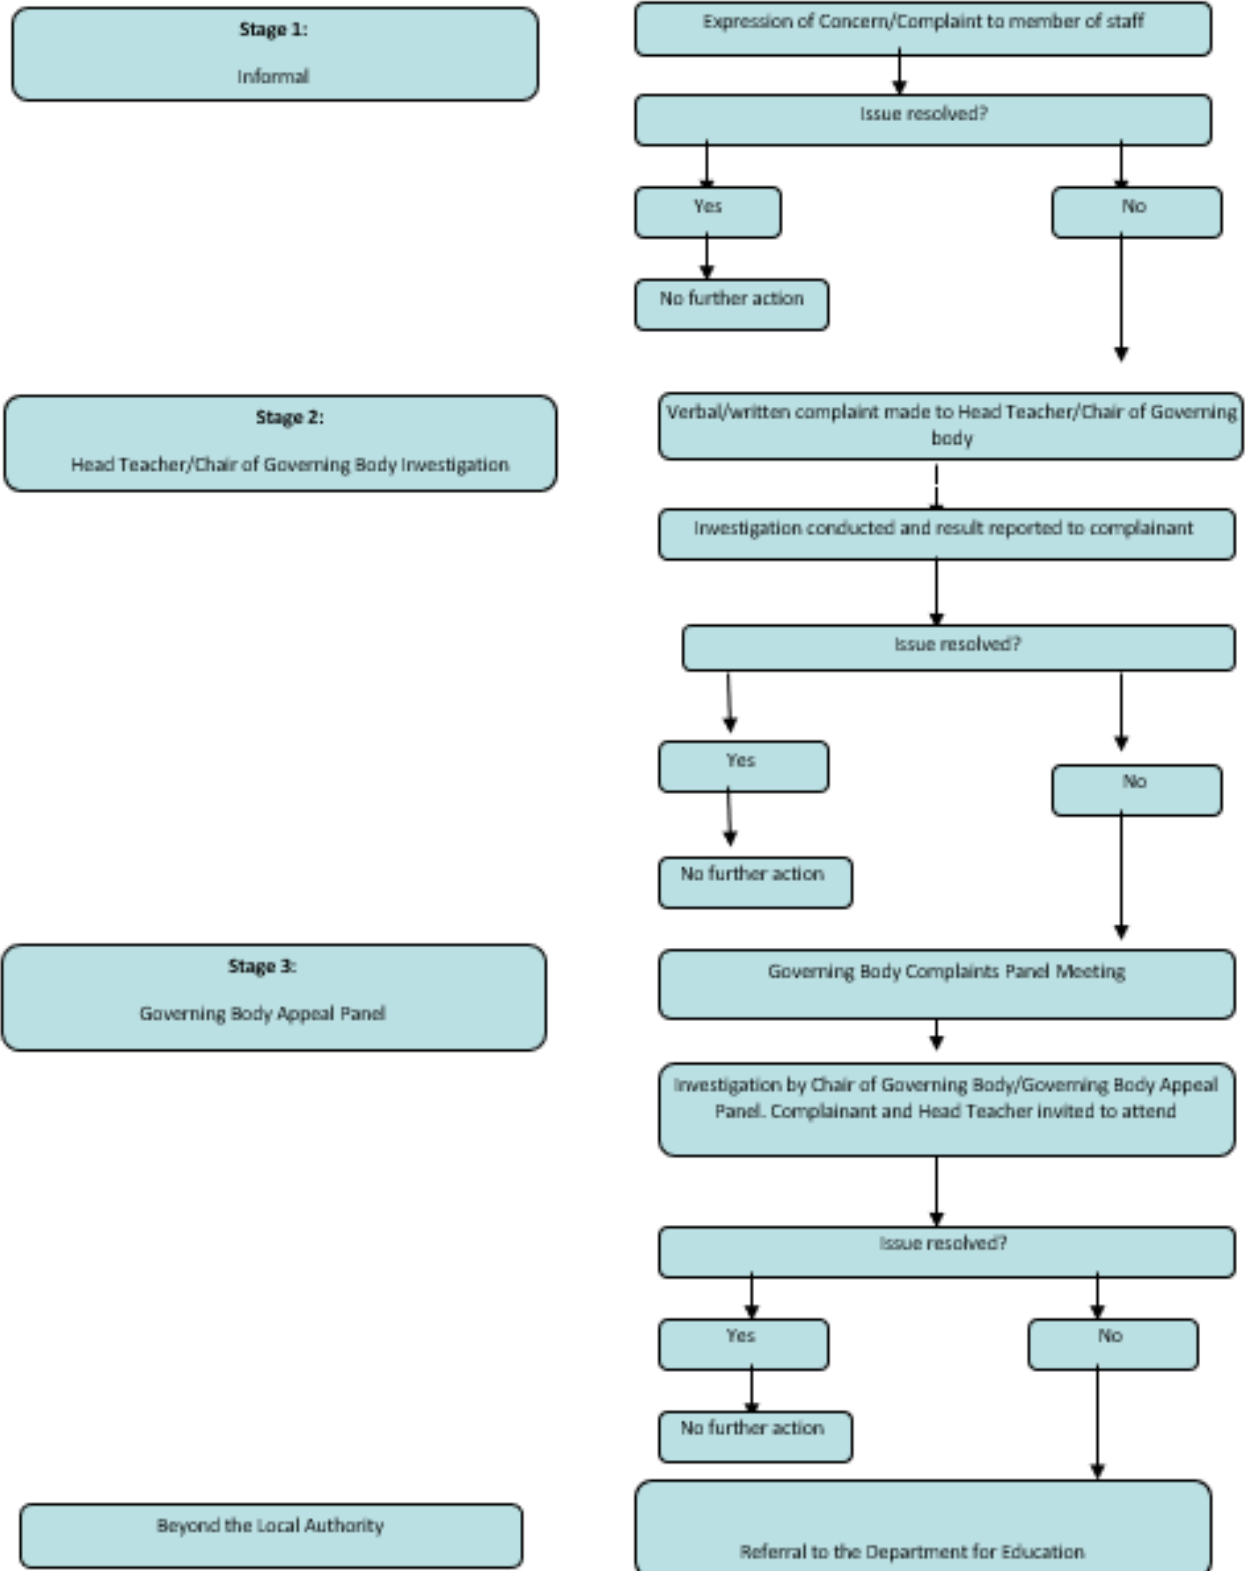 Stage 1:
Informal
Expression of Concern/Complaint to member of staff
Issue resolved?
Yes
No
No further action
Stage 2:
Head Teacher/Chair of Governing Body Investigation
Verbal/written complaint made to Head Teacher/Chair of Governing
body
Investigation conducted and result reported to complainant
Issue resolved?
Yes
No
No further action
Stage 3:
Governing Body Appeal Panel
Governing Body Complaints Panel Meeting
Investigation by Chair of Governing Body/Governing Body Appeal
Panel. Complainant and Head Teacher invited to attend
Issue resolved?
Yes
No
No further action
Beyond the Local Authority
Referral to the Department for Education